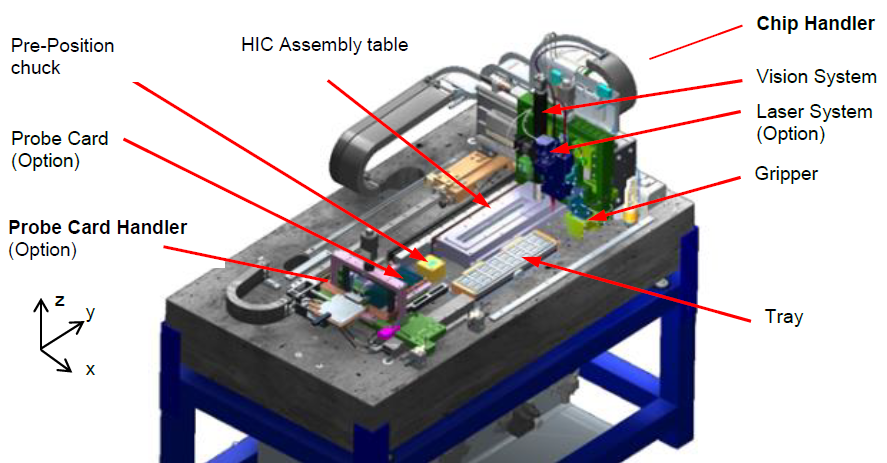 Pre-Position
chuck
HIC Assembly table
Chip Handler
Vision System
Laser System
(Option)
Probe Card
(Option)
Gripper
Probe Card Handler
(Option)
Tray
z
y
x